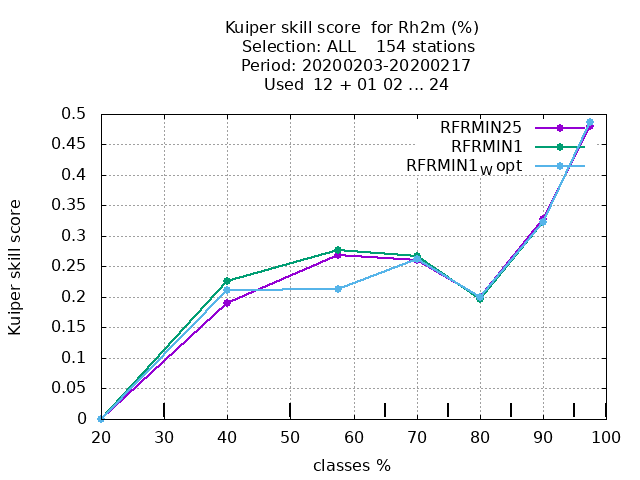 Kuiper skill score  for Rh2m (%)
Selection: ALL    154 stations
Period: 20200203-20200217
Used  12 + 01 02 ... 24
RFRMIN25
RFRMIN1
RFRMIN1w opt
Kuiper skill score
0.5
0.45
0.4
0.35
0.3
0.25
0.2
0.15
0.1
0.05
0
20 30 40 50 60 70 80 90 100
classes %